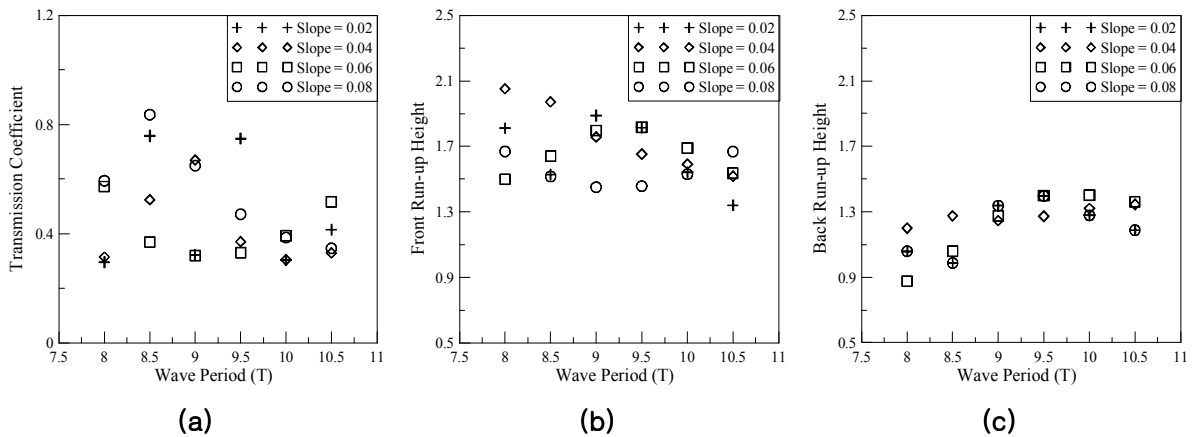 1.2
0.8
0.4
0
Transmission Coefficient
Slope = 0.02
Slope = 0.04
Slope = 0.06
Slope = 0.08
7.5 8 8.5 9 9.5 10 10.5 11
Wave Period (T)
(a)
2.5
2.1
1.7
1.3
0.9
0.5
Front Run-up Height
Slope = 0.02
Slope = 0.04
Slope = 0.06
Slope = 0.08
7.5 8 8.5 9 9.5 10 10.5 11
Wave Period (T)
(b)
2.5
2.1
1.7
1.3
0.9
0.5
Back Run-up Height
Slope = 0.02
Slope = 0.04
Slope = 0.06
Slope = 0.08
7.5 8 8.5 9 9.5 10 10.5 11
Wave Period (T)
(c)